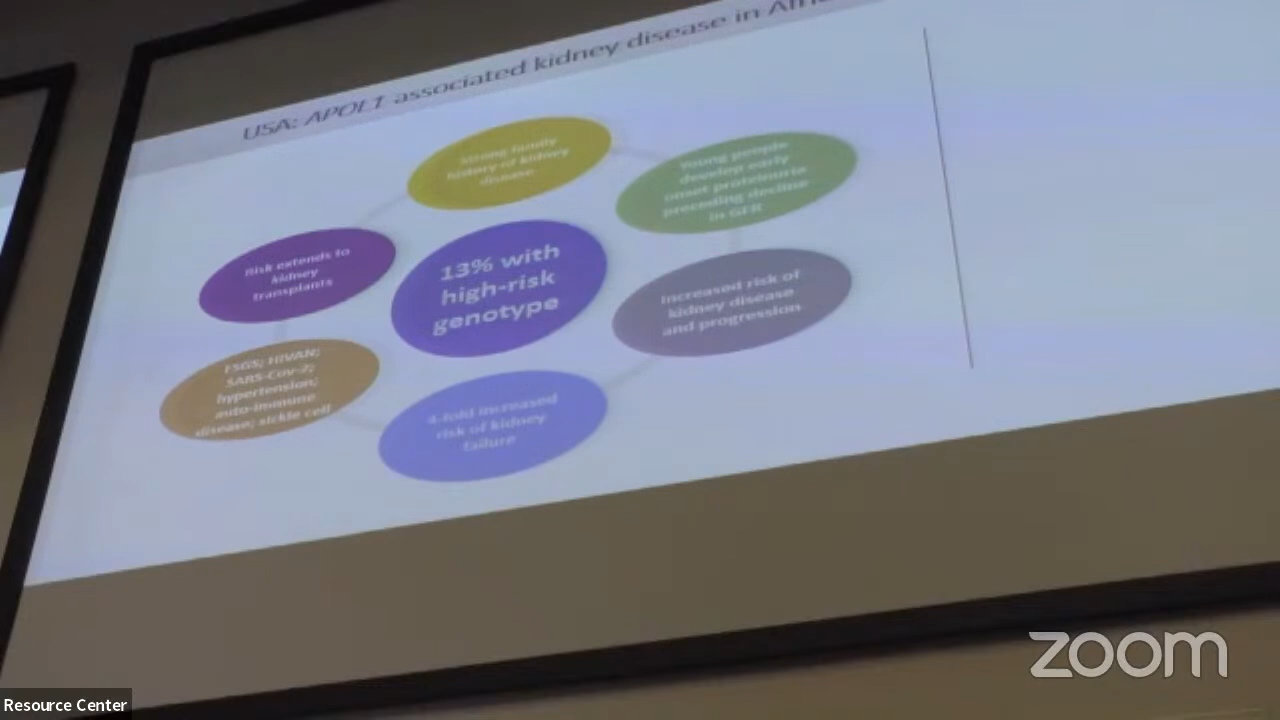 USA: APOL1 associated kidney disease in
Strong family
history of kidney
disease
Young people
develop early
onset proteinuria
preceding decline
in GFR
Risk extends to
kidney
transplants
13% with
high-risk
genotype
Increased risk of
kidney disease
and progression
FSGS; HIVAN;
SARS-Cov-2;
hypertension;
auto-immune
disease; sickle cell
4-fold increased
risk of kidney
failure
zoom
Resource Center